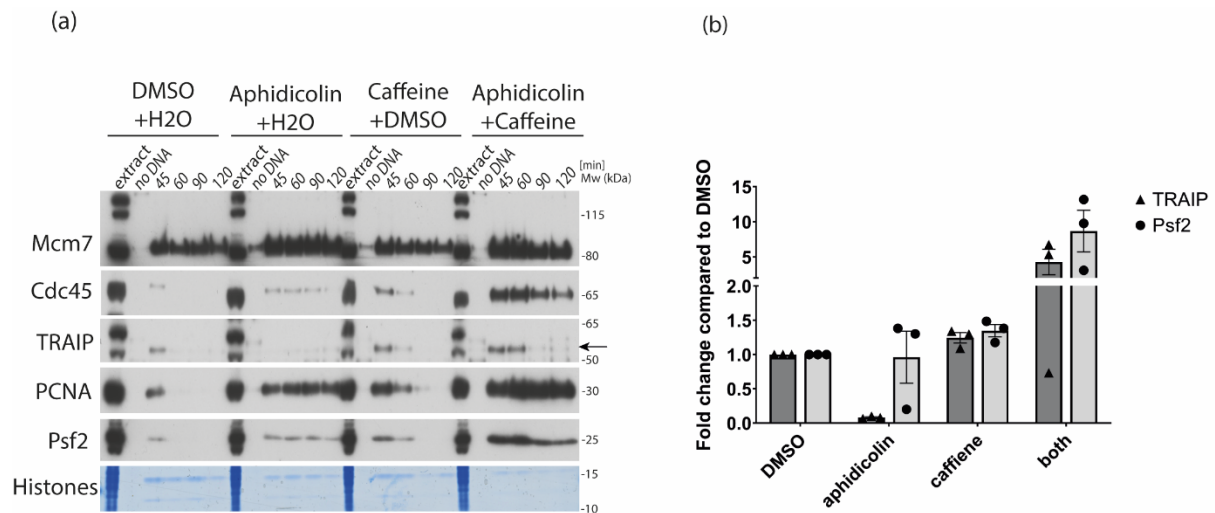 (a)
DMSO
+H2O
Aphidicolin
+H2O
Caffeine
+DMSO
Aphidicolin
+Caffeine
extract no DNA 45 60 90 120 extract no DNA 45 60 90 120 extract no DNA 45 60 90 120 extract no DNA 45 60 90 120 [min]
Mw (kDa)
-115
Mcm7
-80
Cdc45
-65
-65
TRAIP
-50
PCNA
-30
Psf2
-25
Histones
-15
-10
(b)
Fold change compared to DMSO
15
10
5
2.0
1.5
1.0
0.5
0.0
DMSO
aphidicolin
caffiene
both
TRAIP
Psf2